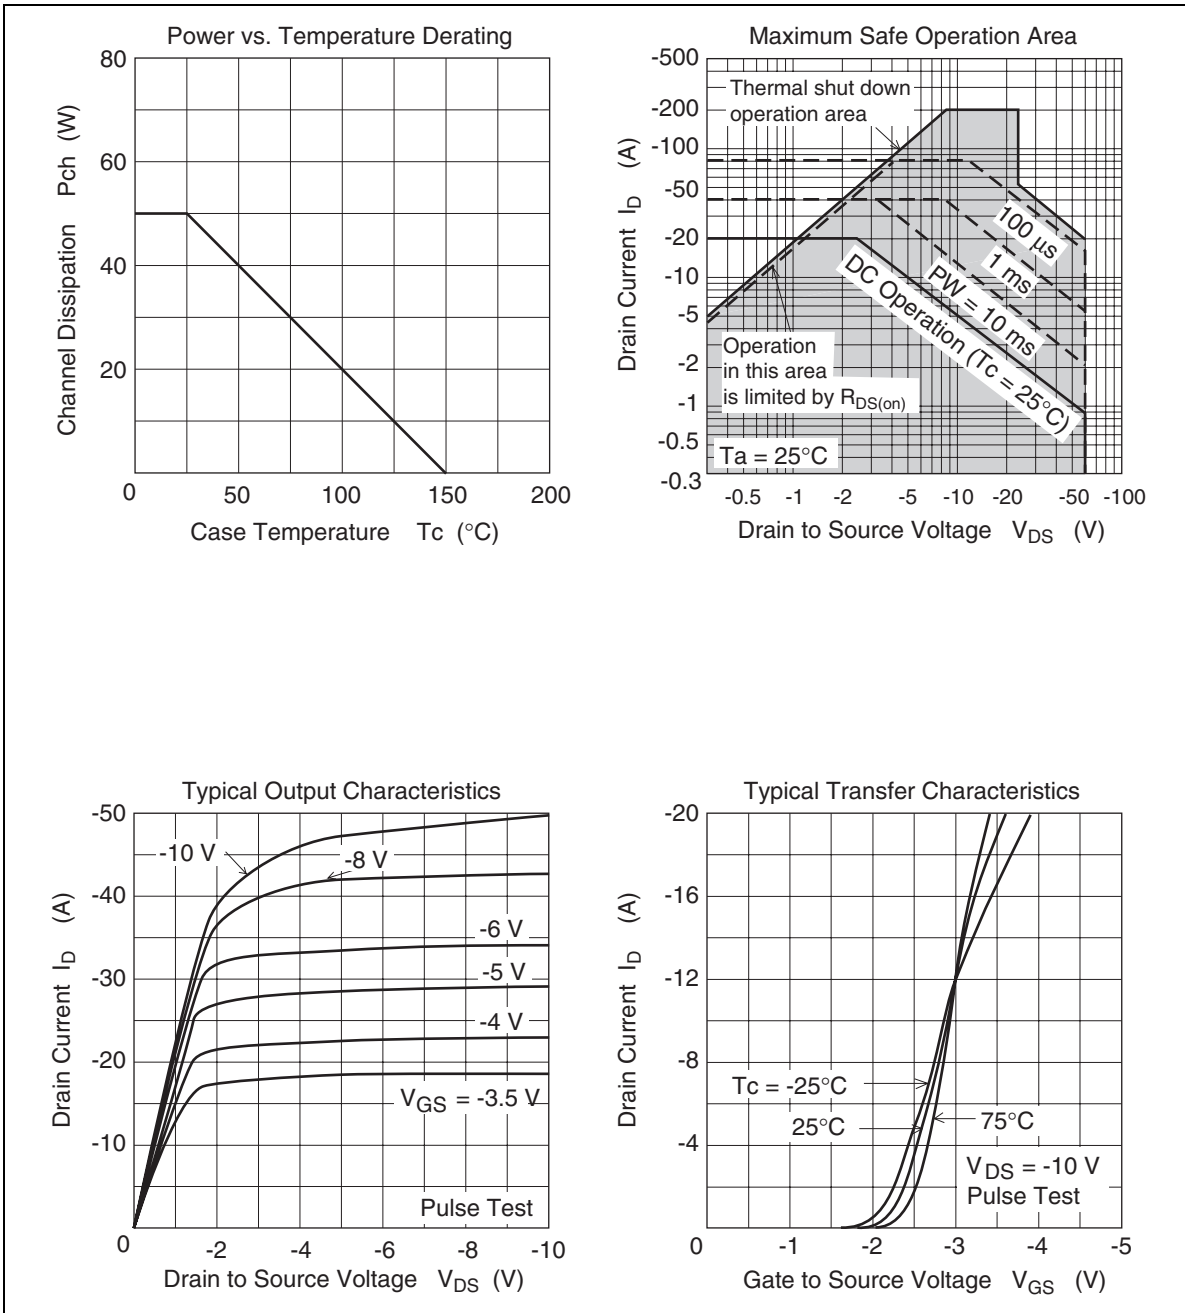 Power vs. Temperature Derating
80
60
40
20
0
50
100
150
200
Channel Dissipation Pch (W)
Case Temperature Tc (°C)
Maximum Safe Operation Area
-500
-200
-100
-50
-20
-10
-5
-2
-1
-0.5
-0.3
-0.5
-1
-2
-5
-10
-20
-50
-100
Drain Current ID (A)
Drain to Source Voltage VDS (V)
Thermal shut down
operation area
100 μs
1 ms
PW = 10 ms
DC Operation (Tc = 25°C)
Operation
in this area
is limited by RDS(on)
Ta = 25°C
Typical Output Characteristics
-50
-40
-30
-20
-10
0
-2
-4
-6
-8
-10
Drain Current ID (A)
Drain to Source Voltage VDS (V)
-10 V
-8 V
-6 V
-5 V
-4 V
VGS = -3.5 V
Pulse Test
Typical Transfer Characteristics
-20
-16
-12
-8
-4
0
-1
-2
-3
-4
-5
Drain Current ID (A)
Gate to Source Voltage VGS (V)
Tc = -25°C
25°C
75°C
VDS = -10 V
Pulse Test